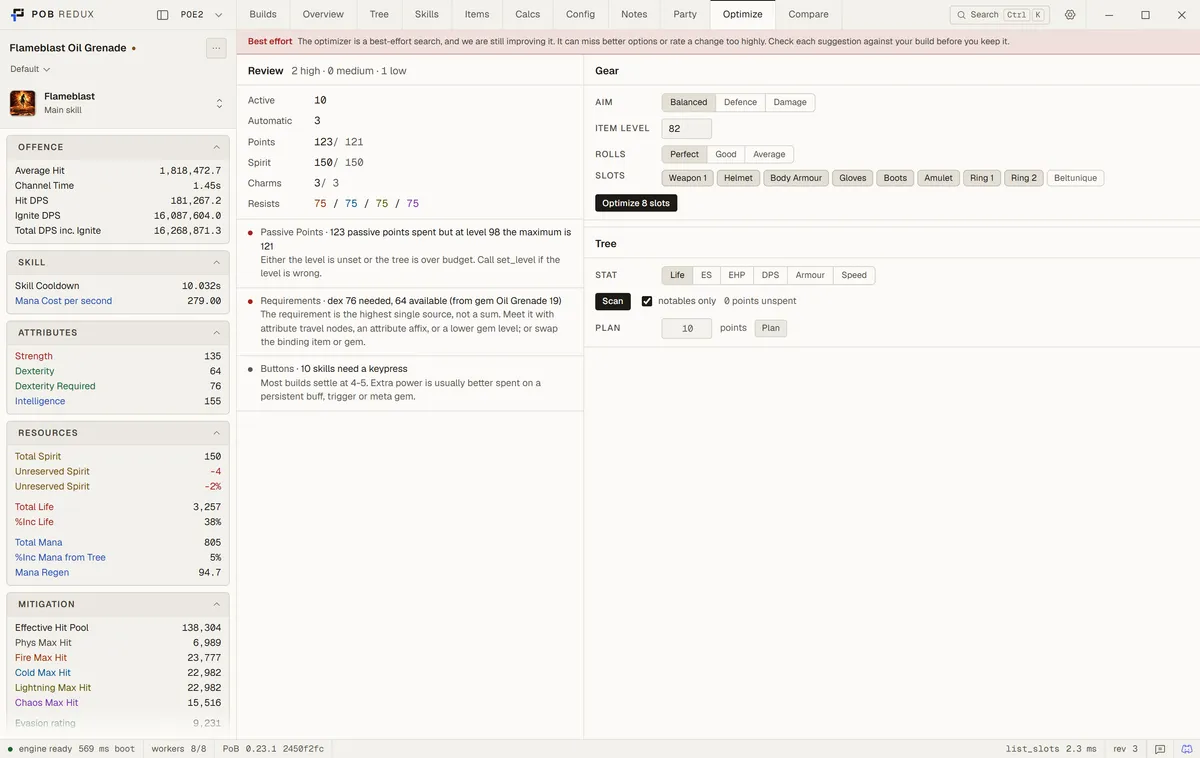 POB REDUX POE2 Builds Overview Tree Skills Items Calcs Config Notes Party Optimize Compare Search Ctrl K
Flameblast Oil Grenade
Default
Flameblast
Main skill
OFFENCE
Average Hit 1,818,472.7
Channel Time 1.45s
Hit DPS 181,267.2
Ignite DPS 16,087,604.0
Total DPS inc. Ignite 16,268,871.3
SKILL
Skill Cooldown 10.032s
Mana Cost per second 279.00
ATTRIBUTES
Strength 135
Dexterity 64
Dexterity Required 76
Intelligence 155
RESOURCES
Total Spirit 150
Unreserved Spirit -4
Unreserved Spirit -2%
Total Life 3,257
%Inc Life 38%
Total Mana 805
%Inc Mana from Tree 5%
Mana Regen 94.7
MITIGATION
Effective Hit Pool 138,304
Phys Max Hit 6,989
Fire Max Hit 23,777
Cold Max Hit 22,982
Lightning Max Hit 22,982
Chaos Max Hit 15,516
Evasion rating 9,231
Best effort The optimizer is a best-effort search, and we are still improving it. It can miss better options or rate a change too highly. Check each suggestion against your build before you keep it.
Review 2 high · 0 medium · 1 low
Active 10
Automatic 3
Points 123/ 121
Spirit 150/ 150
Charms 3/ 3
Resists 75 / 75 / 75 / 75
Passive Points · 123 passive points spent but at level 98 the maximum is
121
Either the level is unset or the tree is over budget. Call set_level if the
level is wrong.
Requirements · dex 76 needed, 64 available (from gem Oil Grenade 19)
The requirement is the highest single source, not a sum. Meet it with
attribute travel nodes, an attribute affix, or a lower gem level; or swap
the binding item or gem.
Buttons · 10 skills need a keypress
Most builds settle at 4-5. Extra power is usually better spent on a
persistent buff, trigger or meta gem.
Gear
AIM Balanced Defence Damage
ITEM LEVEL 82
ROLLS Perfect Good Average
SLOTS Weapon 1 Helmet Body Armour Gloves Boots Amulet Ring 1 Ring 2 Beltunique
Optimize 8 slots
Tree
STAT Life ES EHP DPS Armour Speed
Scan notables only 0 points unspent
PLAN 10 points Plan
engine ready 569 ms boot workers 8/8 PoB 0.23.1 2450f2fc list_slots 2.3 ms rev 3